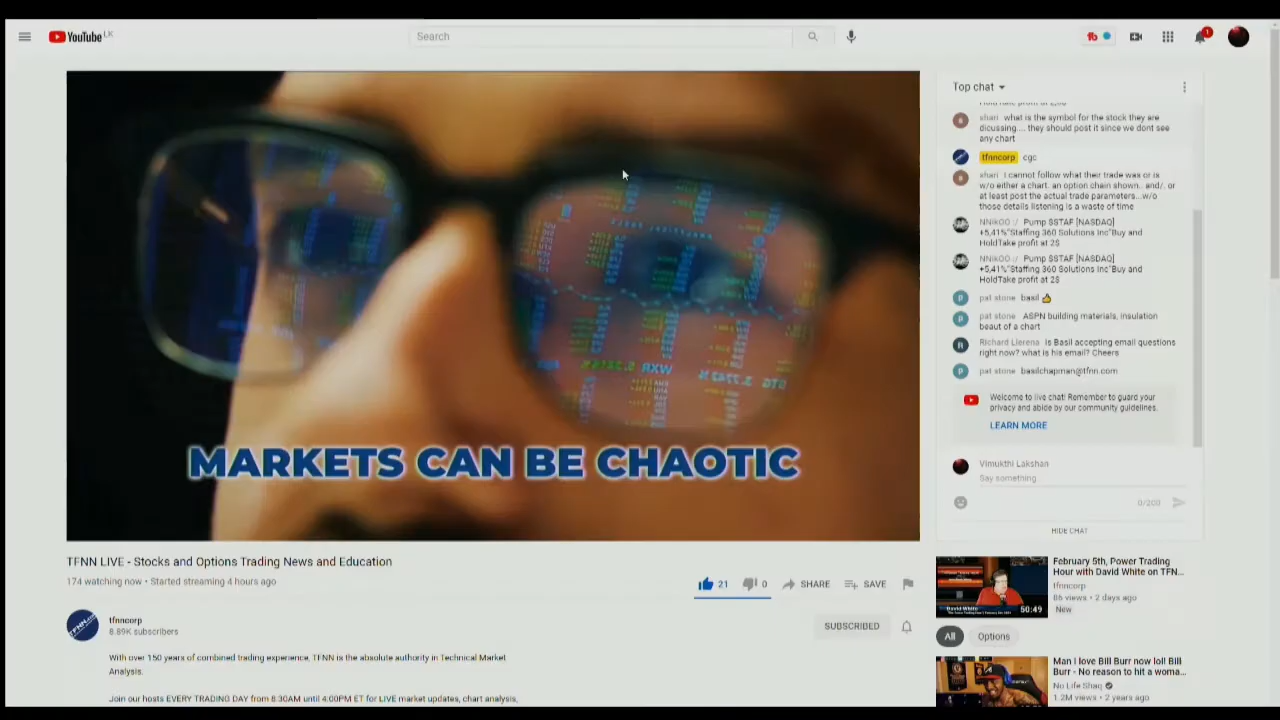 YouTube LK
Search
fb
1
WXR
MARKETS CAN BE CHAOTIC
TFNN LIVE - Stocks and Options Trading News and Education
174 watching now • Started streaming 4 hours ago
21
0
SHARE
SAVE
tfnncorp
8.89K subscribers
SUBSCRIBED
With over 150 years of combined trading experience, TFNN is the absolute authority in Technical Market
Analysis.
Join our hosts EVERY TRADING DAY from 8:30AM until 4:00PM ET for LIVE market updates, chart analysis,
Top chat
shari what is the symbol for the stock they are
dicussing.... they should post it since we dont see
any chart
tfnncorp cgc
shari I cannot follow what their trade was or is
w/o either a chart. an option chain shown.. and/. or
at least post the actual trade parameters...w/o
those details listening is a waste of time
NNiKOO :/ Pump $STAF [NASDAQ]
+5,41%"Staffing 360 Solutions Inc"Buy and
HoldTake profit at 2$
NNiKOO :/ Pump $STAF [NASDAQ]
+5,41%"Staffing 360 Solutions Inc"Buy and
HoldTake profit at 2$
pat stone basil 👍
pat stone ASPN building materials, insulation
beaut of a chart
Richard Llerena Is Basil accepting email questions
right now? what is his email? Cheers
pat stone basilchapman@tfnn.com
Welcome to live chat! Remember to guard your
privacy and abide by our community guidelines.
LEARN MORE
Vimukthi Lakshan
Say something
0/200
HIDE CHAT
David White
50:49
February 5th, Power Trading
Hour with David White on TFN...
tfnncorp
86 views • 2 days ago
New
All
Options
Man I love Bill Burr now lol! Bill
Burr - No reason to hit a woma...
No Life Shaq
1.2M views • 2 years ago